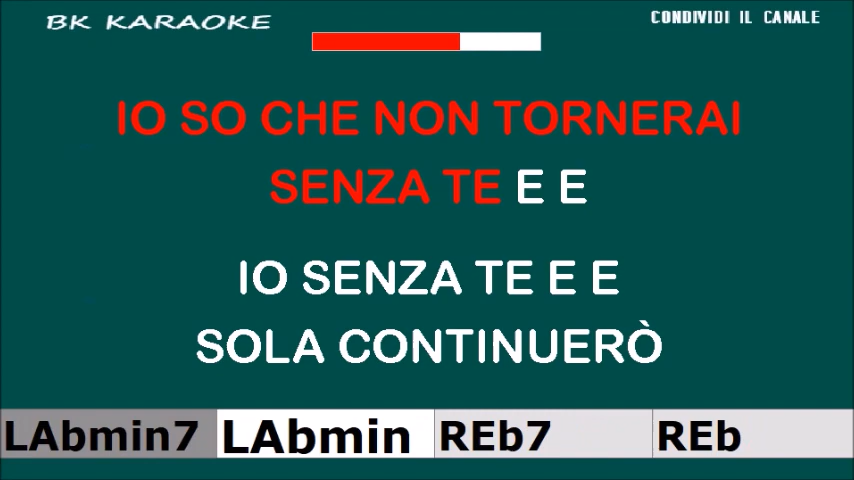 BK KARAOKE
CONDIVIDI IL CANALE
IO SO CHE NON TORNERAI
SENZA TE E E
IO SENZA TE E E
SOLA CONTINUERÒ
LAbmin7 LAbmin REb7 REb